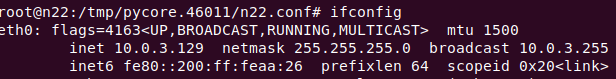 root@n22:/tmp/pycore.46011/n22.conf# ifconfig
eth0: flags=4163<UP,BROADCAST,RUNNING,MULTICAST>  mtu 1500
inet 10.0.3.129  netmask 255.255.255.0  broadcast 10.0.3.255
inet6 fe80::200:ff:feaa:26  prefixlen 64  scopeid 0x20<link>